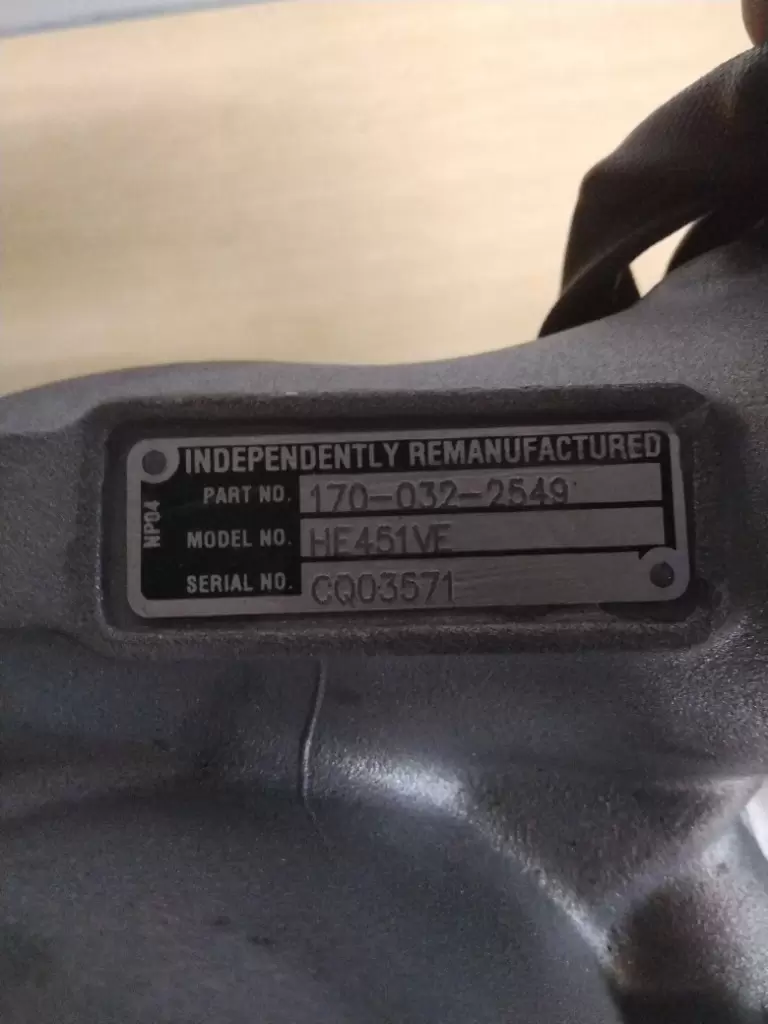 INDEPENDENTLY REMANUFACTURED
PART NO. 170-032-2549
MODEL NO. HE451VE
SERIAL NO. CQ03571
NP04